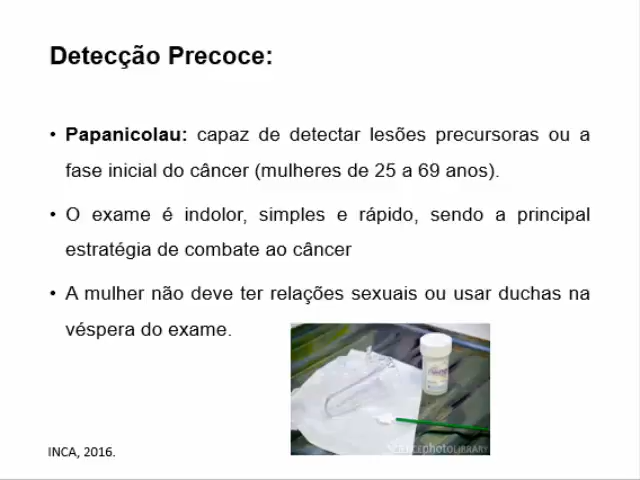 Detecção Precoce:
• Papanicolau: capaz de detectar lesões precursoras ou a
fase inicial do câncer (mulheres de 25 a 69 anos).
• O exame é indolor, simples e rápido, sendo a principal
estratégia de combate ao câncer
• A mulher não deve ter relações sexuais ou usar duchas na
véspera do exame.
photoLIBRARY
INCA, 2016.